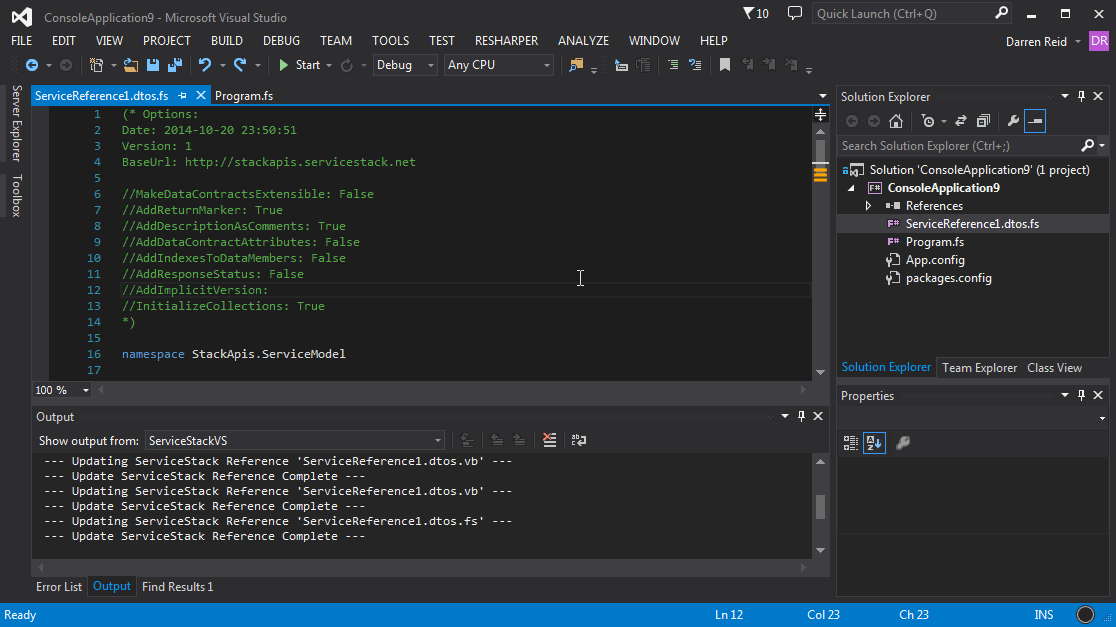 ConsoleApplication9 - Microsoft Visual Studio
10
Quick Launch (Ctrl+Q)
FILE EDIT VIEW PROJECT BUILD DEBUG TEAM TOOLS TEST RESHARPER ANALYZE WINDOW HELP
Darren Reid DR
Start Debug Any CPU
Server Explorer
Toolbox
ServiceReference1.dtos.fs Program.fs
1 (* Options:
2 Date: 2014-10-20 23:50:51
3 Version: 1
4 BaseUrl: http://stackapis.servicestack.net
5
6 //MakeDataContractsExtensible: False
7 //AddReturnMarker: True
8 //AddDescriptionAsComments: True
9 //AddDataContractAttributes: False
10 //AddIndexesToDataMembers: False
11 //AddResponseStatus: False
12 //AddImplicitVersion:
13 //InitializeCollections: True
14 *)
15
16 namespace StackApis.ServiceModel
17
100 %
Output
Show output from: ServiceStackVS
--- Updating ServiceStack Reference 'ServiceReference1.dtos.vb' ---
--- Update ServiceStack Reference Complete ---
--- Updating ServiceStack Reference 'ServiceReference1.dtos.vb' ---
--- Update ServiceStack Reference Complete ---
--- Updating ServiceStack Reference 'ServiceReference1.dtos.fs' ---
--- Update ServiceStack Reference Complete ---
Error List Output Find Results 1
Solution Explorer
Search Solution Explorer (Ctrl+;)
Solution 'ConsoleApplication9' (1 project)
F# ConsoleApplication9
References
F# ServiceReference1.dtos.fs
F# Program.fs
App.config
packages.config
Solution Explorer Team Explorer Class View
Properties
Ready Ln 12 Col 23 Ch 23 INS